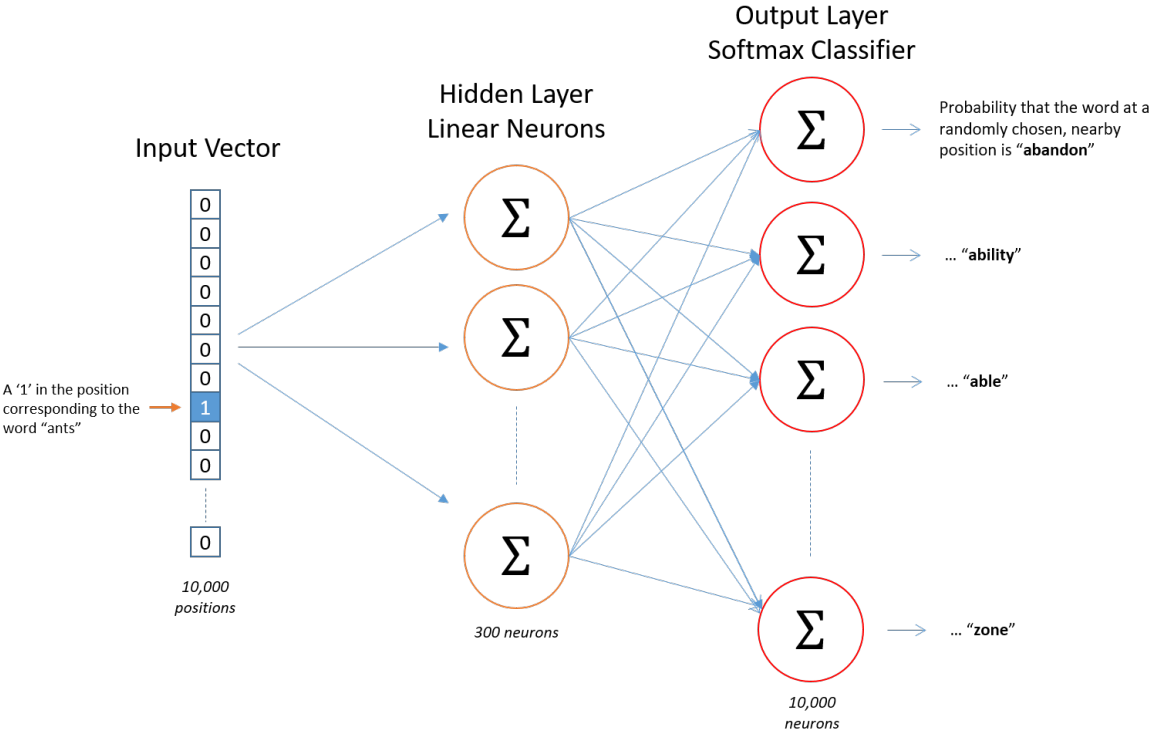 Output Layer
Softmax Classifier
Hidden Layer
Linear Neurons
Input Vector
0
0
0
0
0
0
0
1
0
0
0
A ‘1’ in the position
corresponding to the
word “ants”
10,000
positions
Σ
Σ
Σ
300 neurons
Σ
Σ
Σ
Σ
10,000
neurons
Probability that the word at a
randomly chosen, nearby
position is “abandon”
... “ability”
... “able”
... “zone”